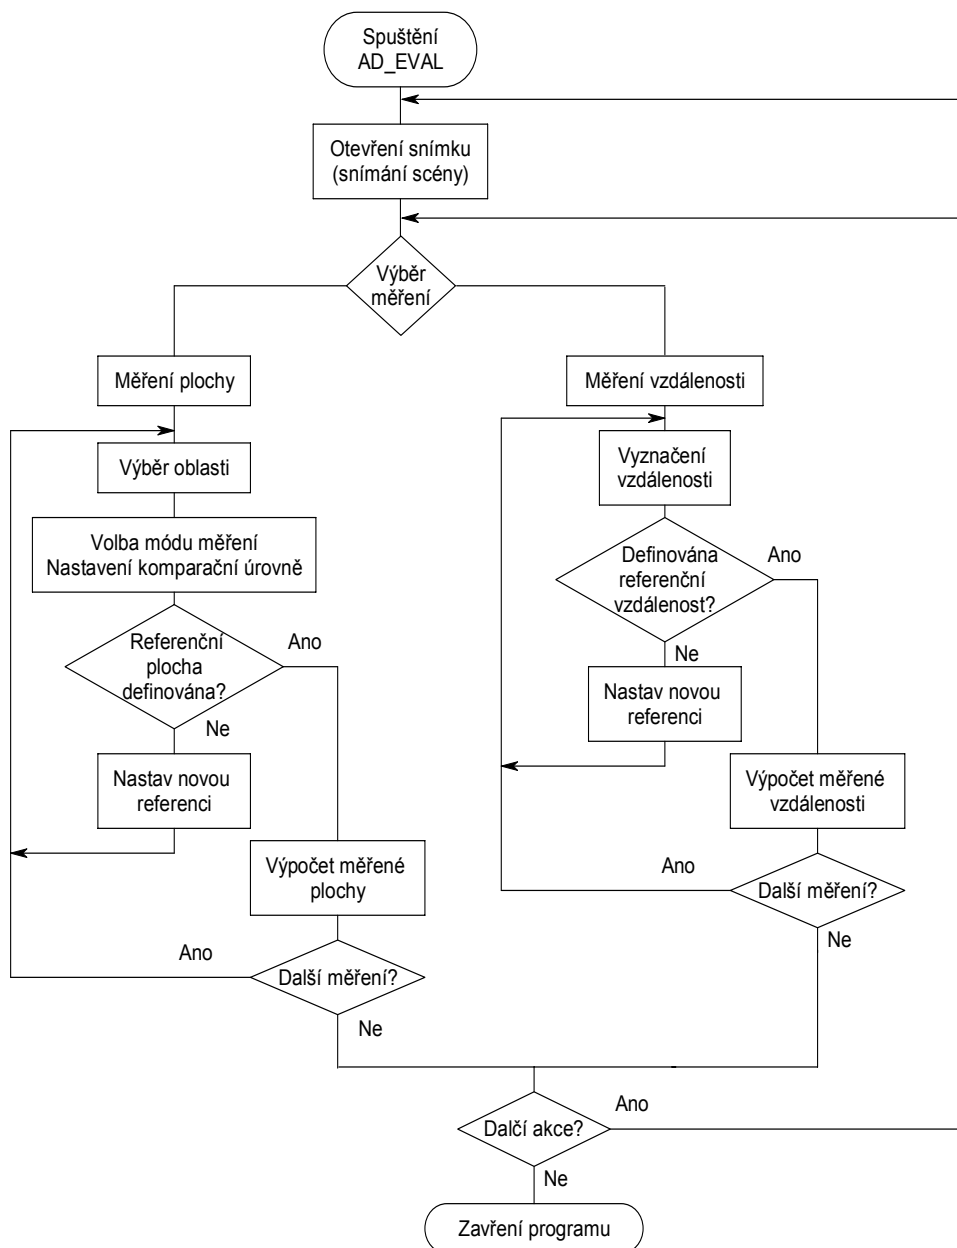 Spuštění
AD_EVAL
Otevření snímku
(snímání scény)
Výběr
měření
Měření plochy
Výběr oblasti
Volba módu měření
Nastavení komparační úrovně
Referenční
plocha
definována?
Ano
Ne
Nastav novou
referenci
Výpočet měřené
plochy
Ano
Další měření?
Ne
Měření vzdálenosti
Vyznačení
vzdálenosti
Definována
referenční
vzdálenost?
Ano
Ne
Nastav novou
referenci
Výpočet měřené
vzdálenosti
Ano
Další měření?
Ne
Dalčí akce?
Ano
Ne
Zavření programu